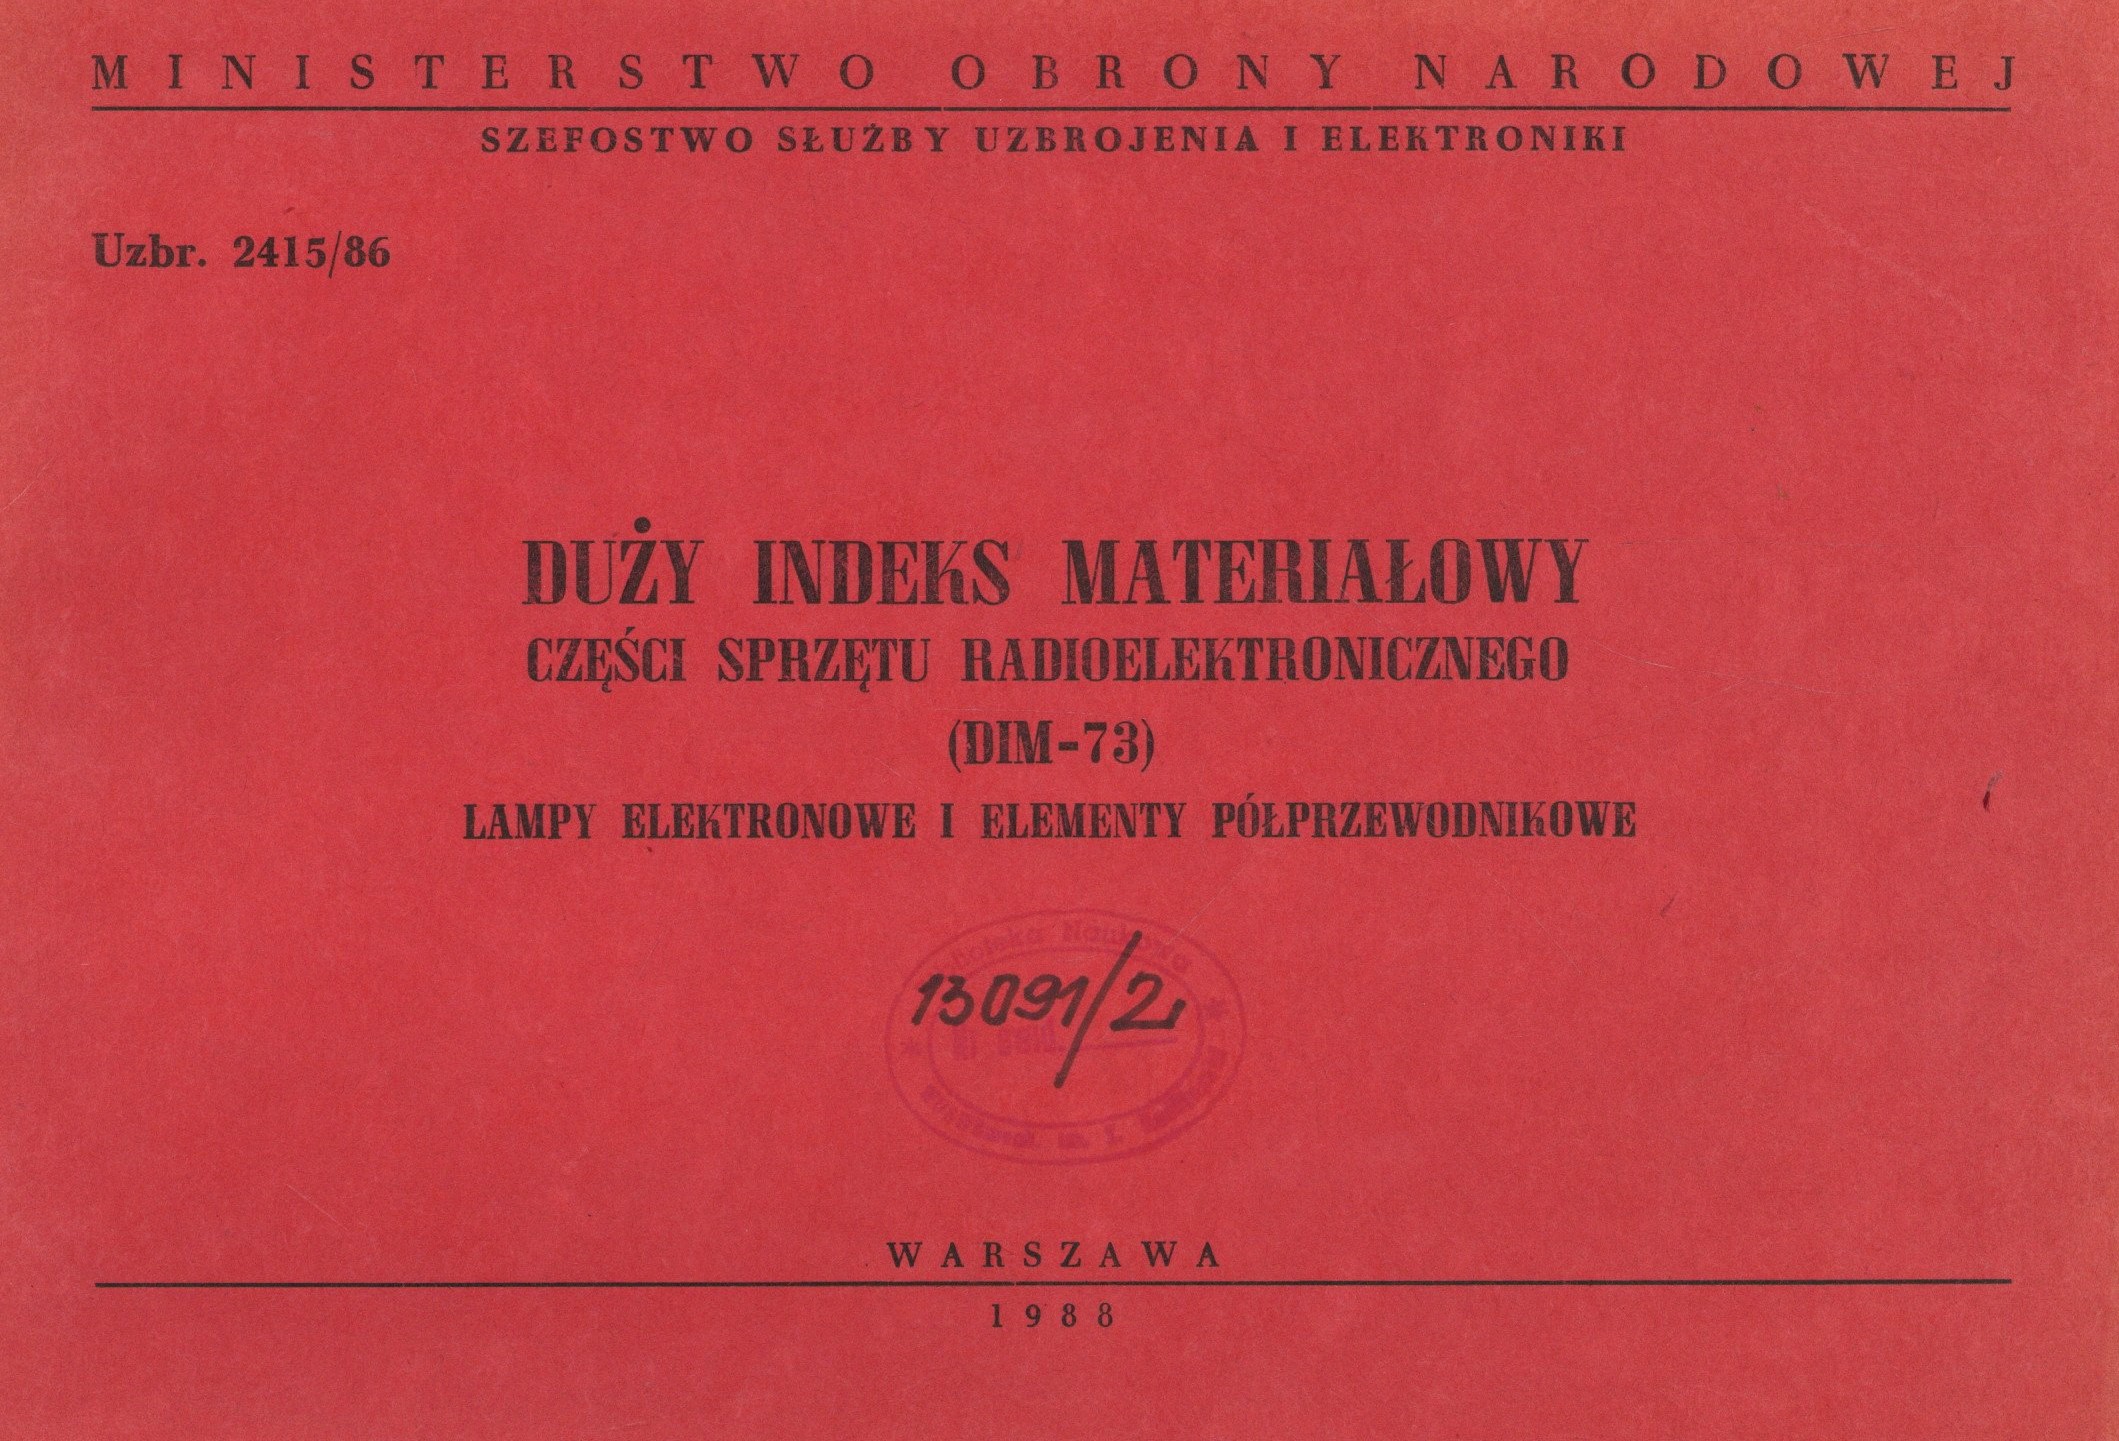 MINISTERSTWO OBRONY NARODOWEJ
SZEFOSTWO SŁUŻBY UZBROJENIA I ELEKTRONIKI
Uzbr. 2415/86
DUŻY INDEKS MATERIAŁOWY
CZĘŚCI SPRZĘTU RADIOELEKTRONICZNEGO
(DIM-73)
LAMPY ELEKTRONOWE I ELEMENTY PÓŁPRZEWODNIKOWE
Naukowa
13091/2
WARSZAWA
1988